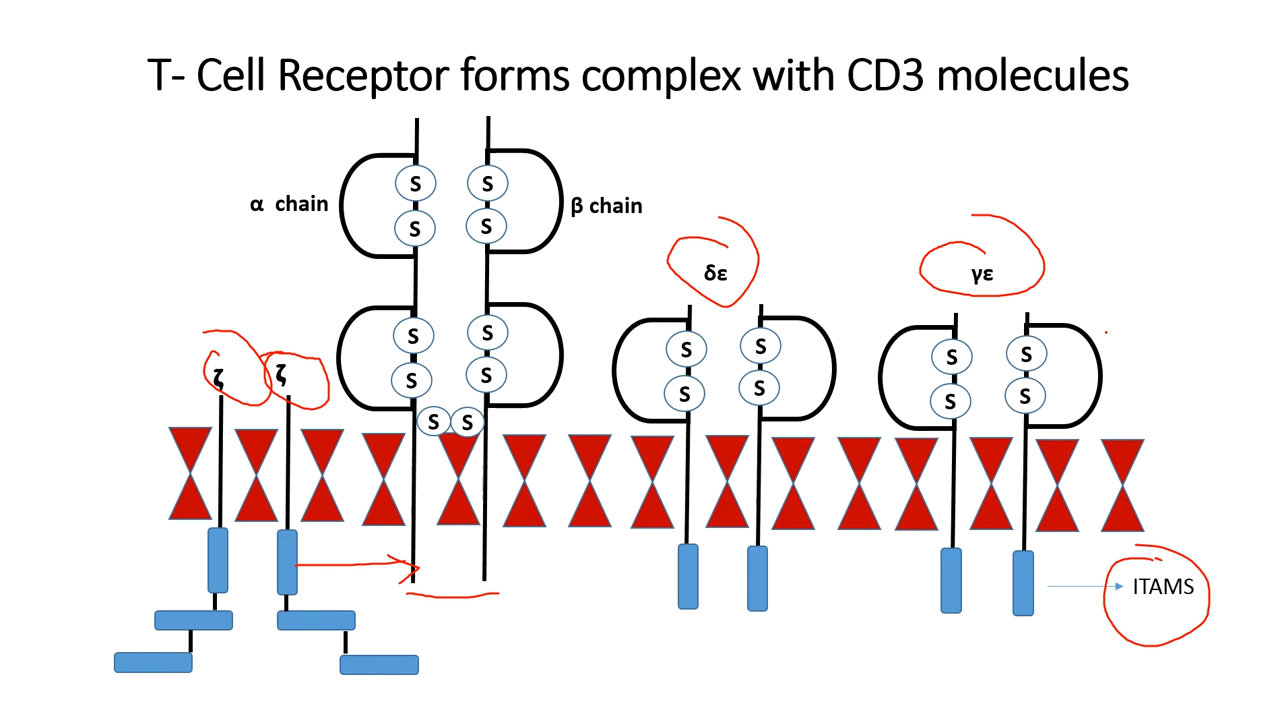 T- Cell Receptor forms complex with CD3 molecules
S S
α chain
β chain
S S
δε
γε
S S
S S
S S
ζ ζ
S S
S S
S S
S S
ITAMS